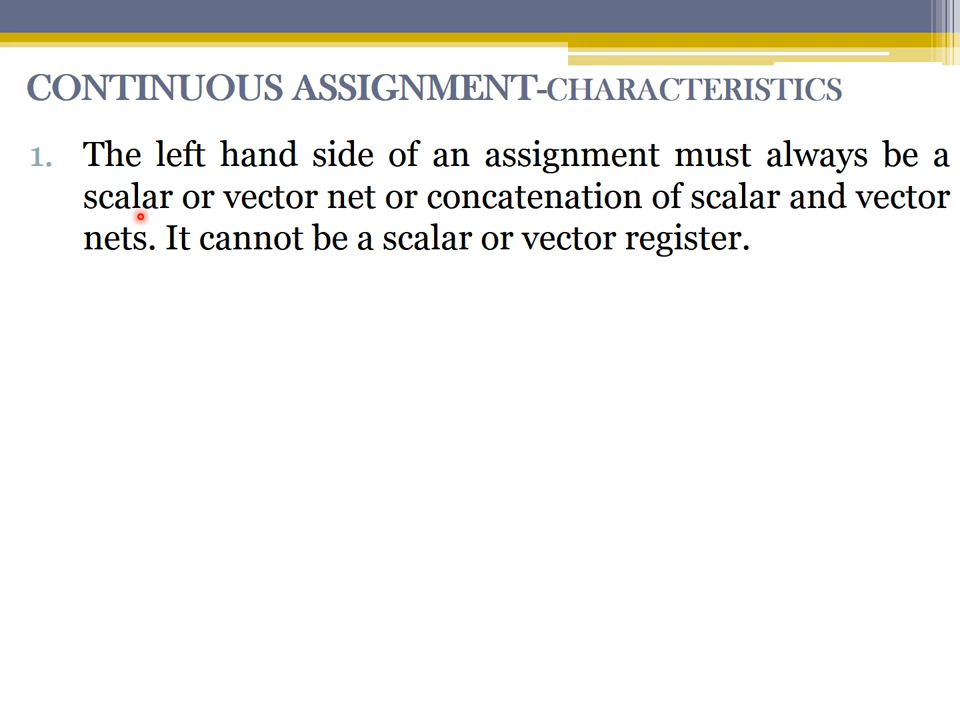 CONTINUOUS ASSIGNMENT-CHARACTERISTICS
1. The left hand side of an assignment must always be a
scalar or vector net or concatenation of scalar and vector
nets. It cannot be a scalar or vector register.